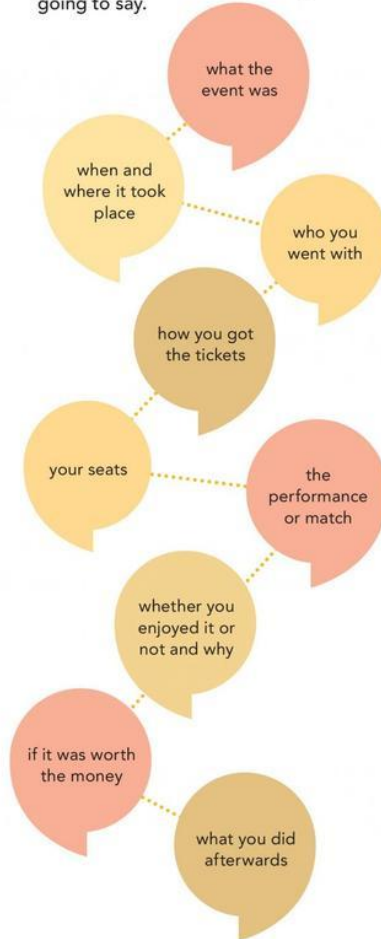 going to say.
what the
event was
when and
where it took
place
who you
went with
how you got
the tickets
your seats
the
performance
or match
whether you
enjoyed it or
not and why
if it was worth
the money
what you did
afterwards